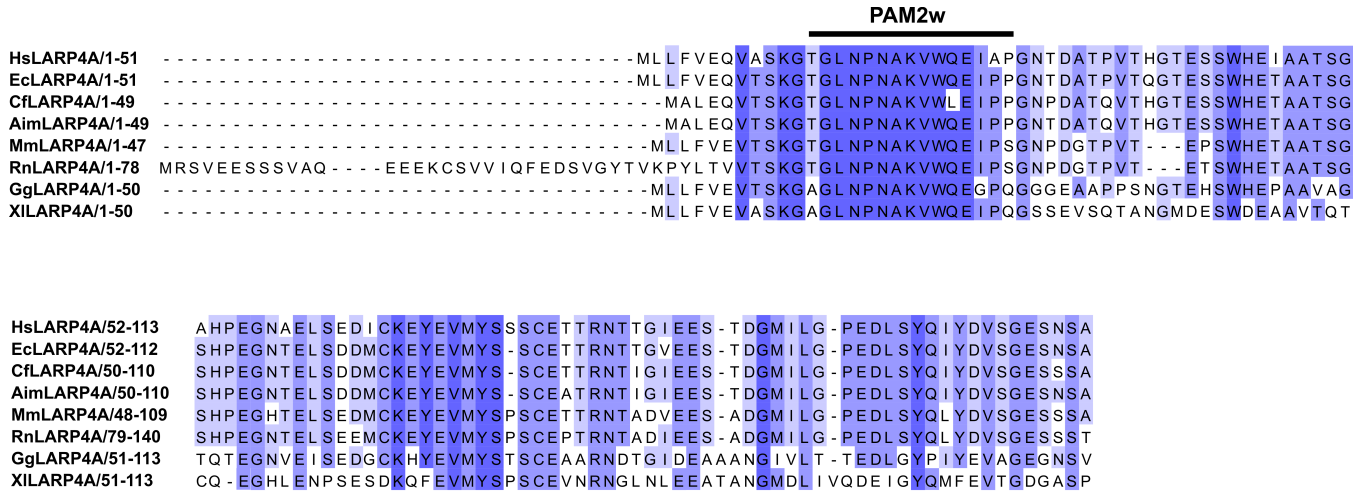 PAM2w
HsLARP4A/1-51 ----------------------------------MLLFVEQVASKGTGLNPNAKVWQEIAPGNTDATPVTHGTESSWHEIAATSG
EcLARP4A/1-51 ----------------------------------MLLFVEQVTSKGTGLNPNAKVWQEIPPGNTDATPVTQGTESSWHETAATSG
CfLARP4A/1-49 ------------------------------------MALEQVTSKGTGLNPNAKVWLEIPPGNPDATQVTHGTESSWHETAATSG
AimLARP4A/1-49 ------------------------------------MALEQVTSKGTGLNPNAKVWQEIPPGNTDATQVTHGTESSWHETAATSG
MmLARP4A/1-47 -----------------------------------MLLFVEVTSKGTGLNPNAKVWQEIPSGNPDGTPVT---EPSWHETAATSG
RnLARP4A/1-78 MRSVEESSSVAQ----EEEKCSVVIQFEDSVGYTVKPYLTVVTSKGTGLNPNAKVWQEIPSGNPDGTPVT---ETSWHETAATSG
GgLARP4A/1-50 -----------------------------------MLLYLEVTSKGAGLNPNAKVWQEGPQGGGEAAPPSNGTEHSWHEPAAVAG
XlLARP4A/1-50 -----------------------------------MLLFVEVASKGAGLNPNAKVWQEIPQGSSEVSQTANGMDESWDEAAVTQT
HsLARP4A/52-113 AHPEGNAELSEDICKEYEVMYSSSCETTRNTTGIEES-TDGMILG-PEDLSYQIYDVSGESNSA
EcLARP4A/52-112 SHPEGNTELSDDMCKEYEVMYS-SCETTRNTTGVEES-TDGMILG-PEDLSYQIYDVSGESNSA
CfLARP4A/50-110 SHPEGNTELSDDMCKEYEVMYS-SCETTRNTIGIEES-TDGMILG-PEDLSYQIYDVSGESSSA
AimLARP4A/50-110 SHPEGNTELSDDMCKEYEVMYS-SCEATRNTIGIEES-TDGMILG-PEDLSYQIYDVSGESNSA
MmLARP4A/48-109 SHPEGHTELSEDMCKEYEVMYSPSCETTRNTADVEES-ADGMILG-PEDLSYQLYDVSGESSSA
RnLARP4A/79-140 SHPEGNTELSEEMCKEYEVMYSPSCEPTRNTADIEES-ADGMILG-PEDLSYQLYDVSGESSST
GgLARP4A/51-113 TQTEGNVEISEDGCKHYEVMYSTSCEAARNDTGIDEAAANGIVLT-TEDLGYPIYEVAGEGNSV
XlLARP4A/51-113 CQ-EGHLENPSESDKQFEVMYSPSCEVNRNGLNLEEATANGMDLIVQDEIGYQMFEVTGDGASP